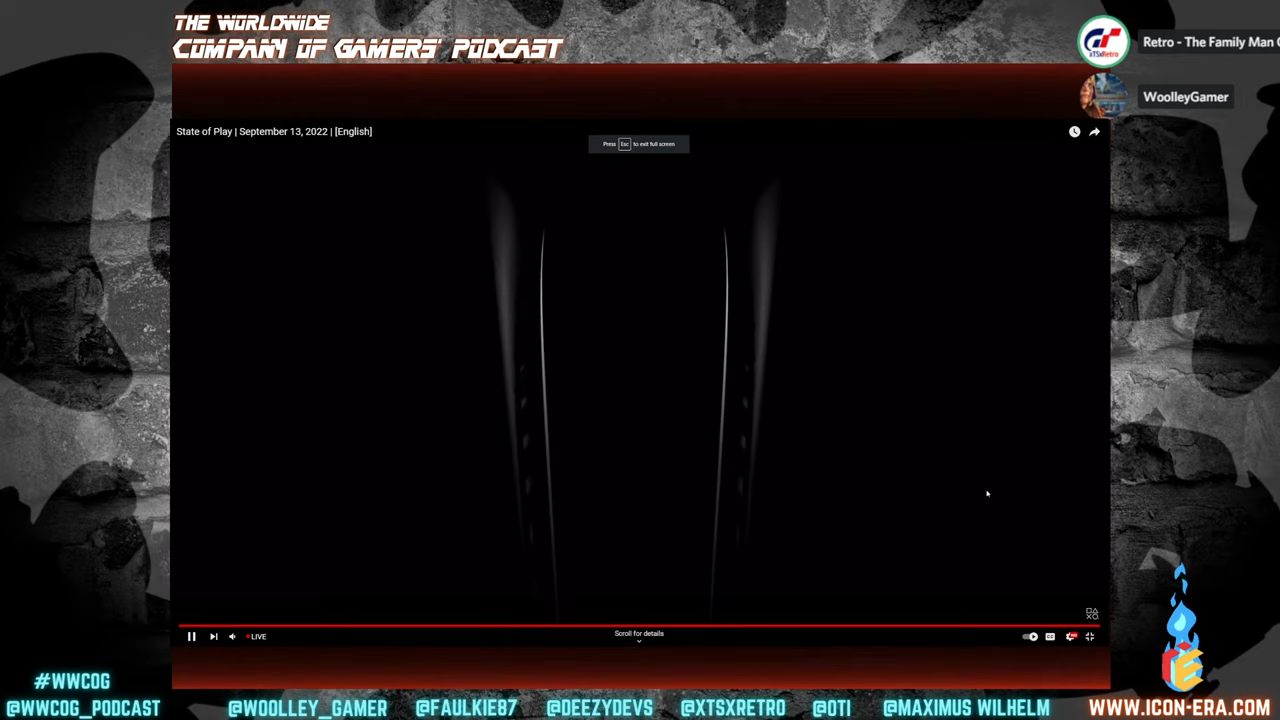 THE WORLDWIDE
COMPANY OF GAMERS' PODCAST
xTSxRetro
Retro - The Family Man
WoolleyGamer
State of Play | September 13, 2022 | [English]
Press Esc to exit full screen
LIVE
Scroll for details
CC
#WWCOG
@WWCOG_PODCAST
@WOOLLEY_GAMER
@FAULKIE87
@DEEZYDEVS
@XTSXRETRO
@OTI
@MAXIMUS WILHELM
WWW.ICON-ERA.COM